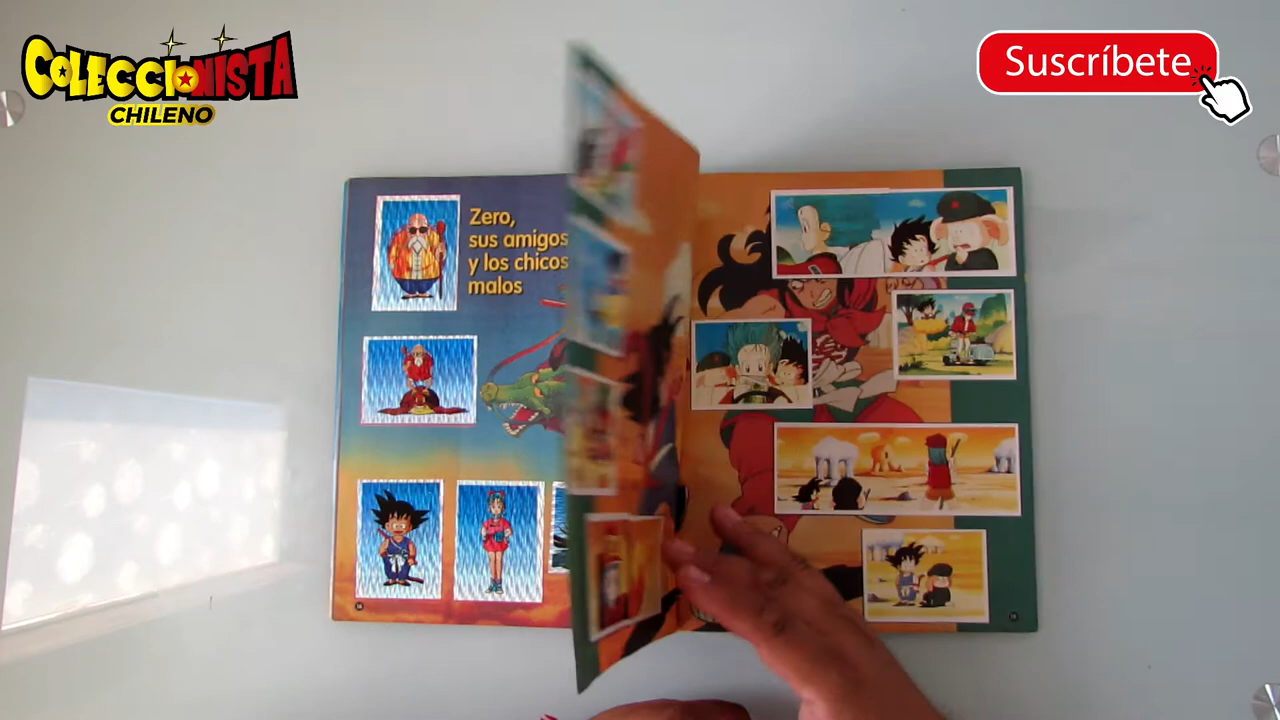 COLECCIONISTA
CHILENO
Suscríbete
Zero,
sus amigos
y los chicos
malos